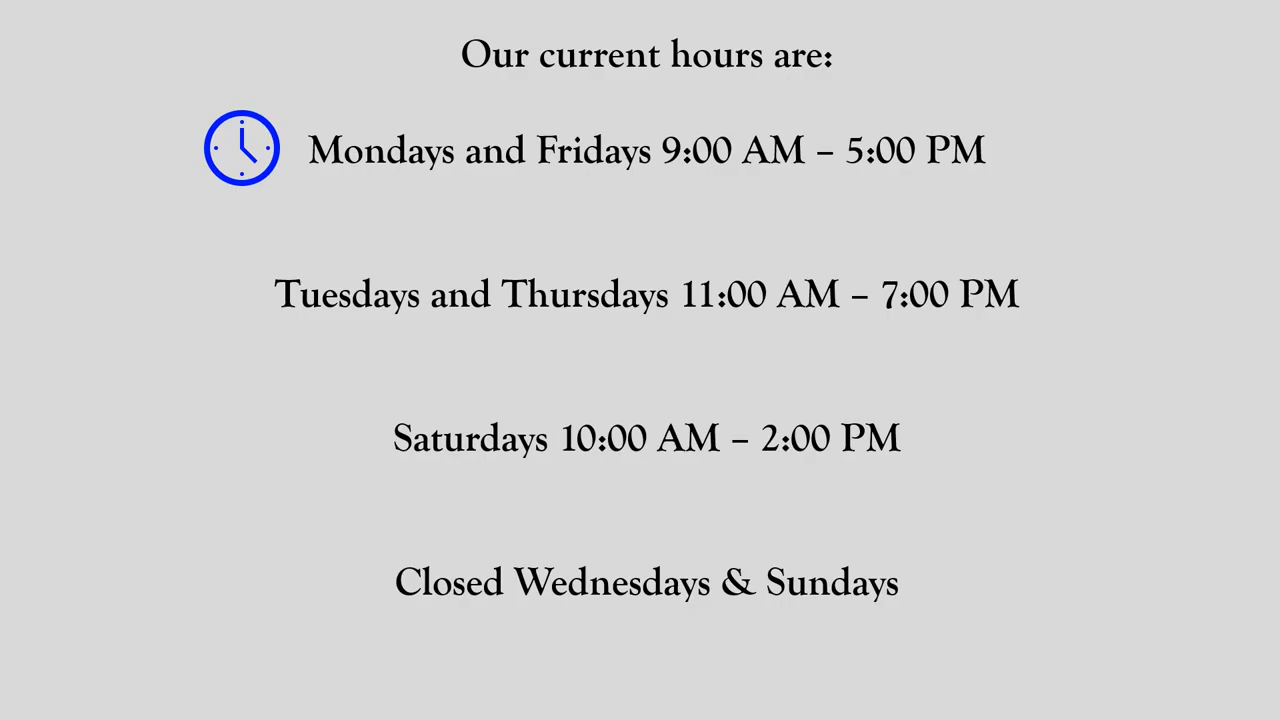 Our current hours are:
Mondays and Fridays 9:00 AM – 5:00 PM
Tuesdays and Thursdays 11:00 AM – 7:00 PM
Saturdays 10:00 AM – 2:00 PM
Closed Wednesdays & Sundays